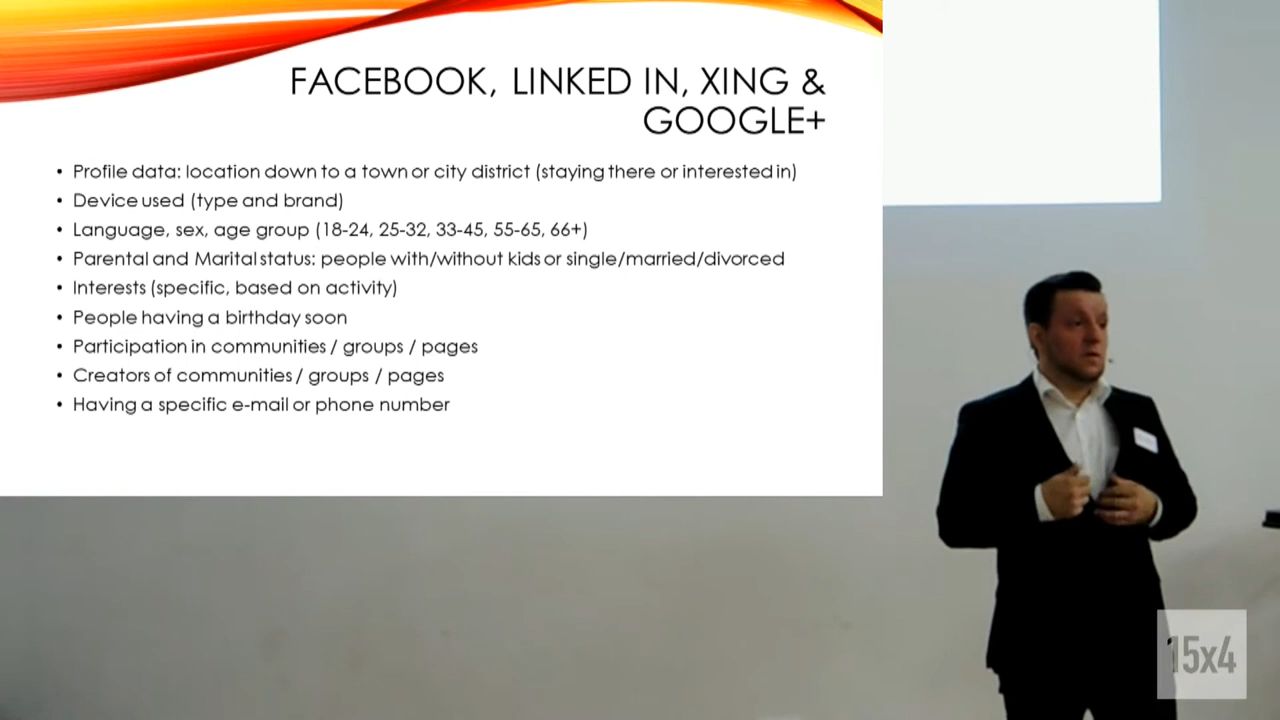 FACEBOOK, LINKED IN, XING &
GOOGLE+
• Profile data: location down to a town or city district (staying there or interested in)
• Device used (type and brand)
• Language, sex, age group (18-24, 25-32, 33-45, 55-65, 66+)
• Parental and Marital status: people with/without kids or single/married/divorced
• Interests (specific, based on activity)
• People having a birthday soon
• Participation in communities / groups / pages
• Creators of communities / groups / pages
• Having a specific e-mail or phone number
15x4